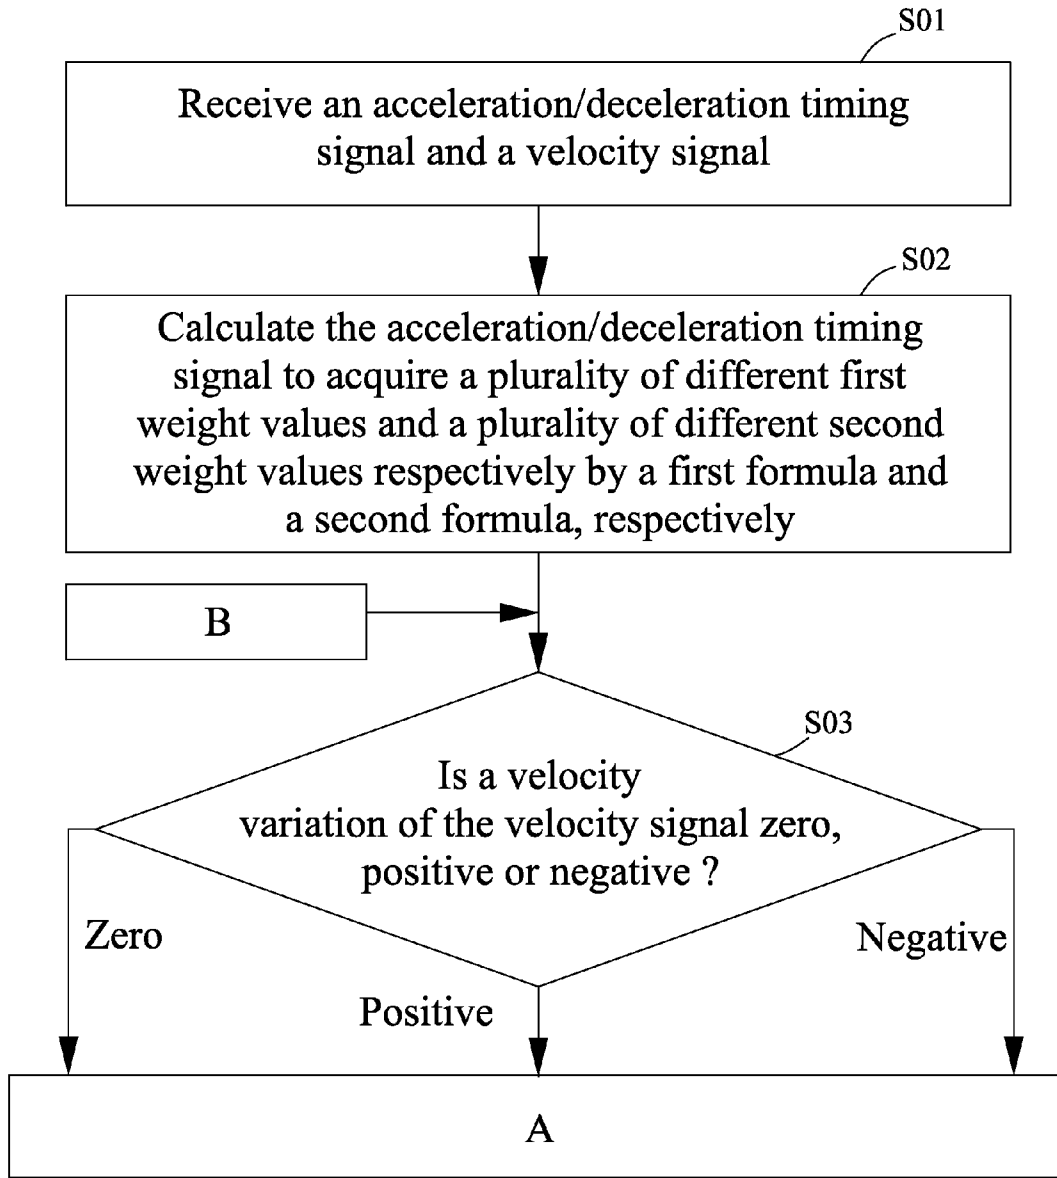 S01
Receive an acceleration/deceleration timing
signal and a velocity signal
S02
Calculate the acceleration/deceleration timing
signal to acquire a plurality of different first
weight values and a plurality of different second
weight values respectively by a first formula and
a second formula, respectively
B
S03
Is a velocity
variation of the velocity signal zero,
positive or negative ?
Zero
Negative
Positive
A